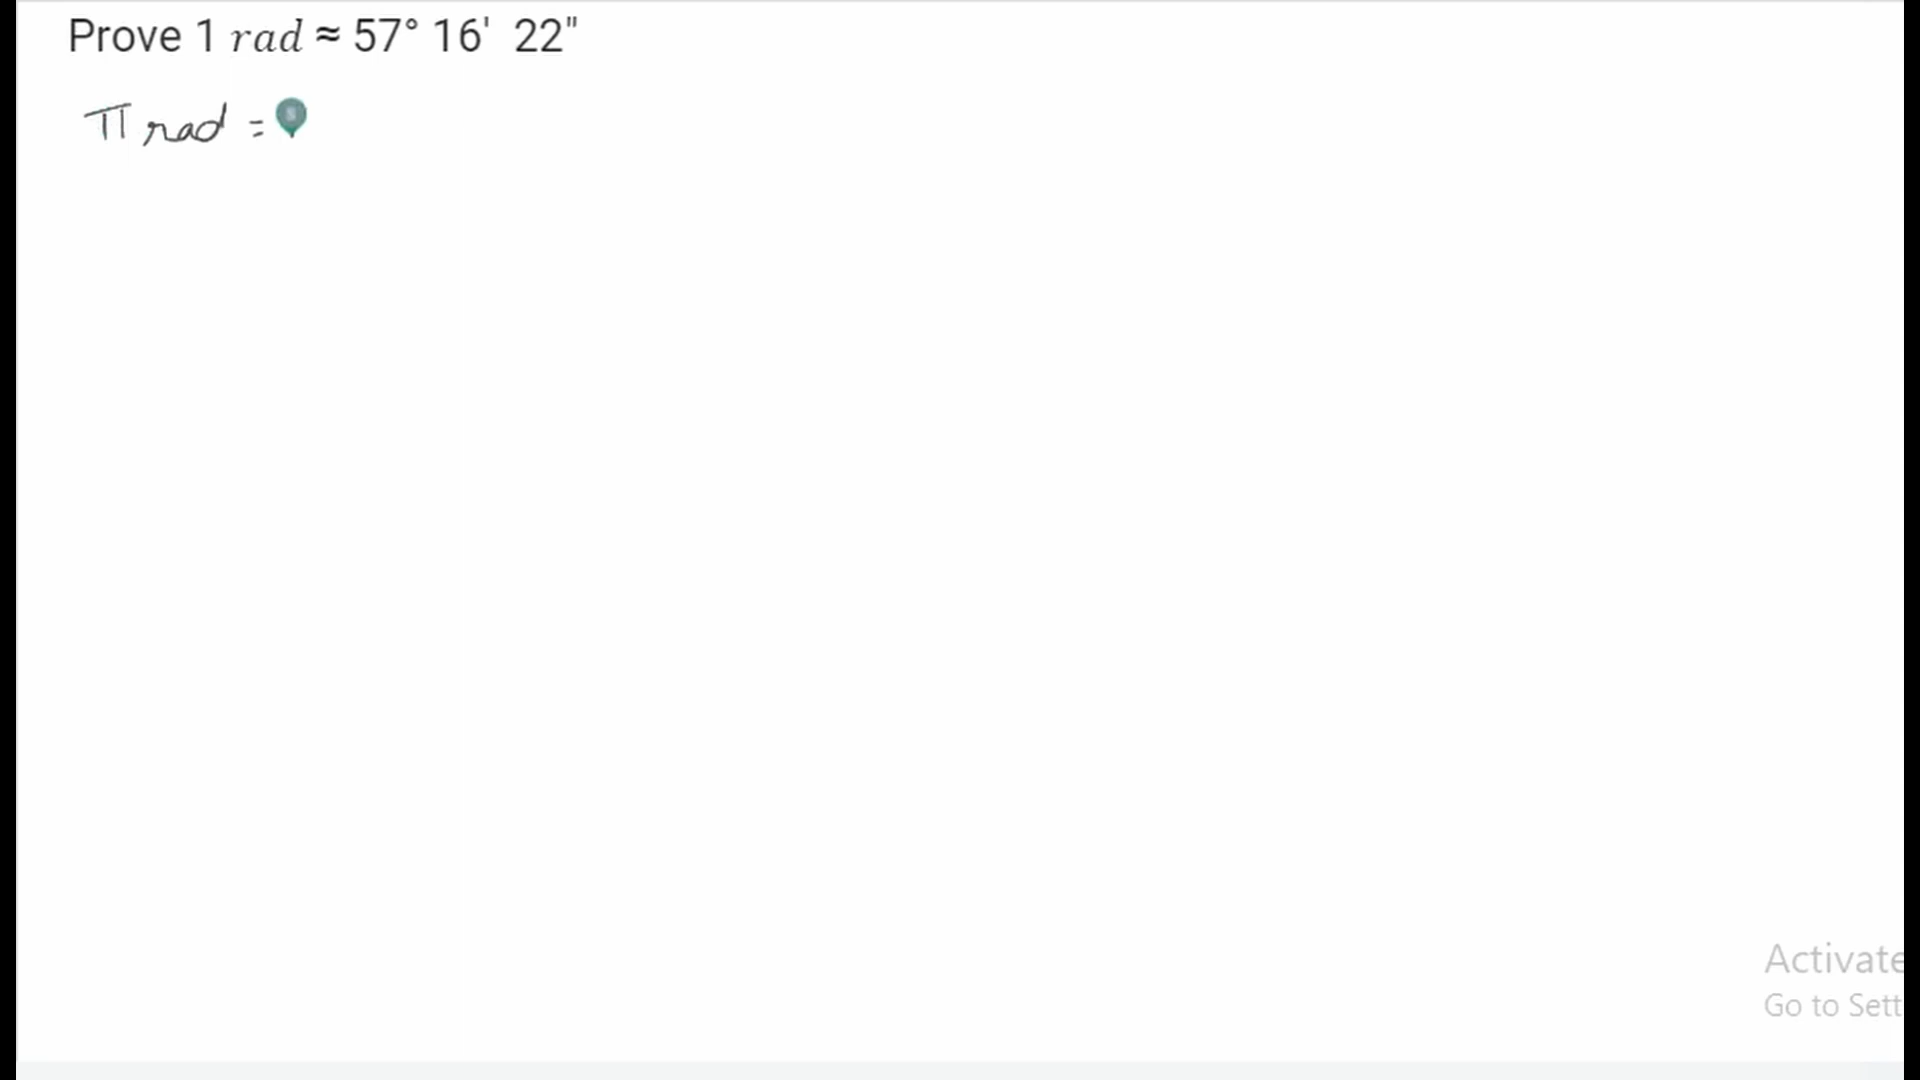 Prove 1 rad ≈ 57° 16' 22"
π rad =
Activate
Go to Sett